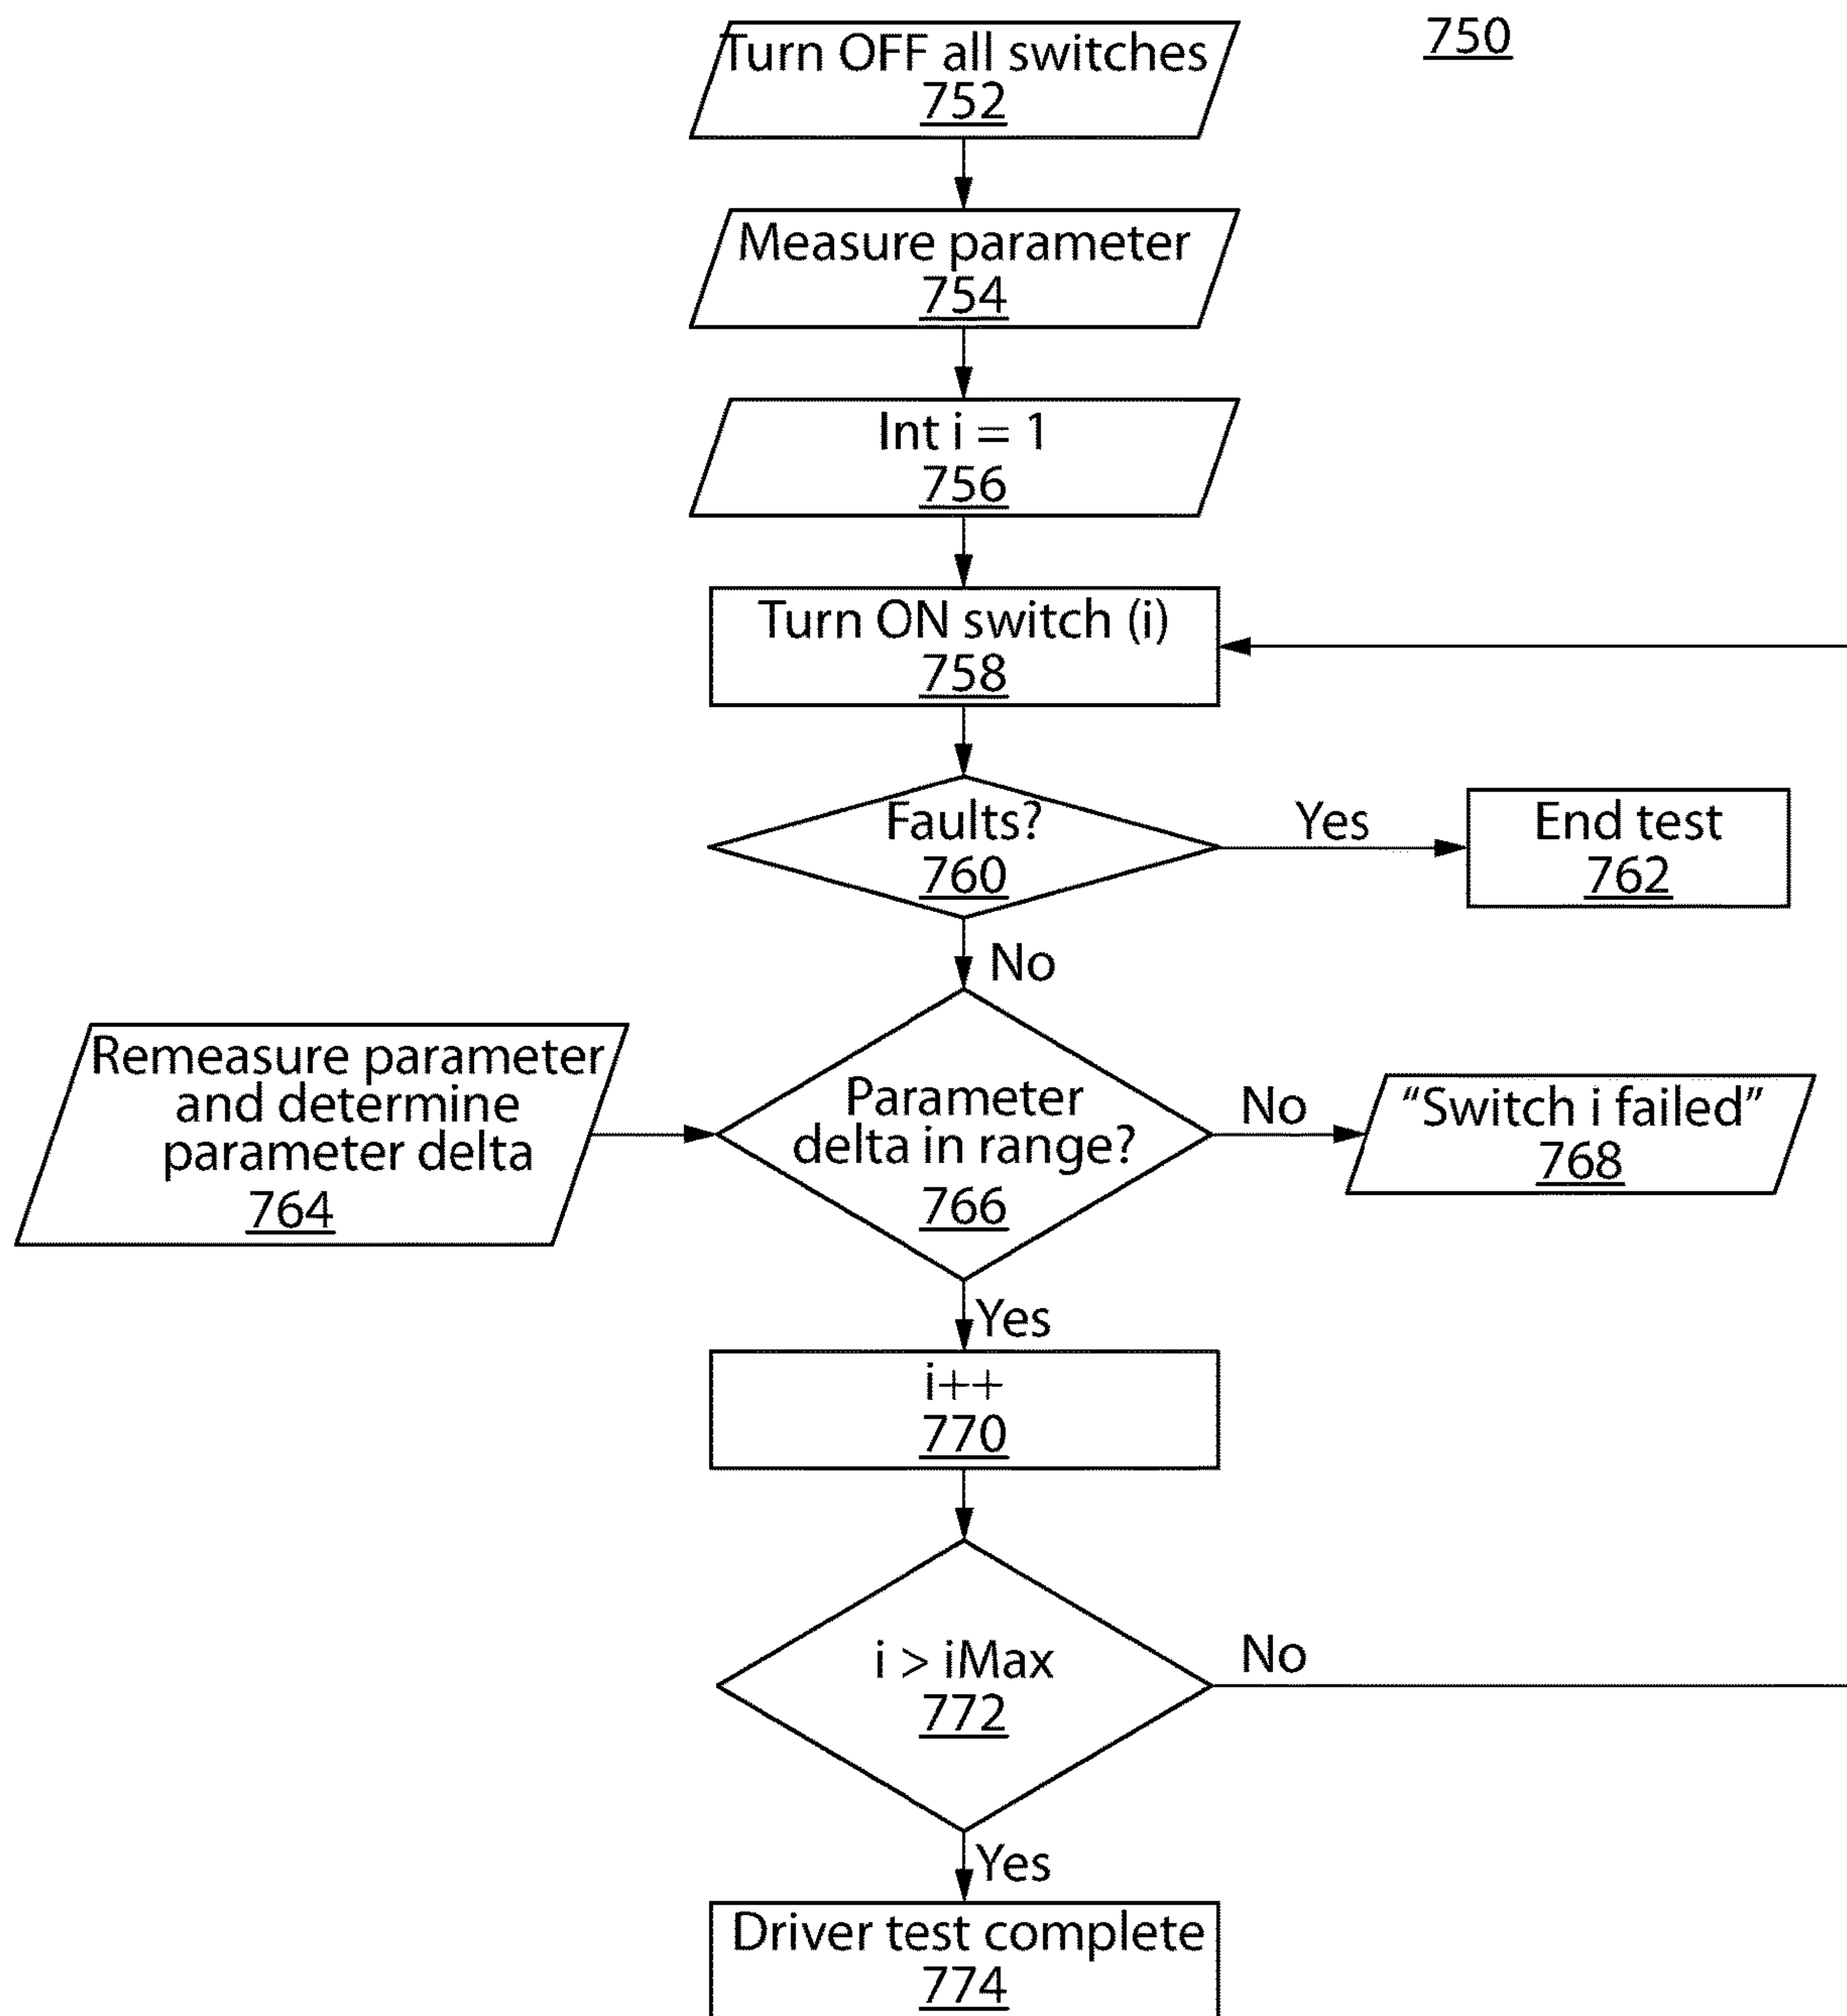 750
Turn OFF all switches
752
Measure parameter
754
Int i = 1
756
Turn ON switch (i)
758
Faults?
760
Yes
End test
762
No
Remeasure parameter
and determine
parameter delta
764
Parameter
delta in range?
766
No
“Switch i failed”
768
Yes
i++
770
i > iMax
772
No
Yes
Driver test complete
774